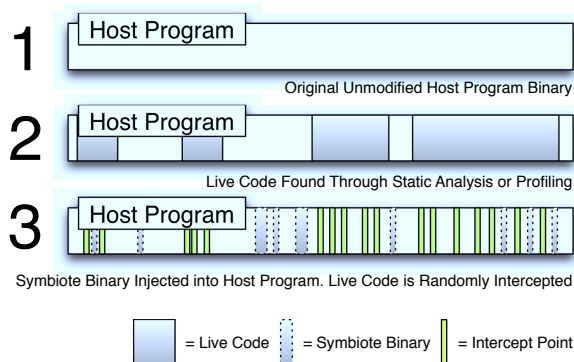 1
Host Program
Original Unmodified Host Program Binary
2
Host Program
Live Code Found Through Static Analysis or Profiling
3
Host Program
Symbiote Binary Injected into Host Program. Live Code is Randomly Intercepted
= Live Code
= Symbiote Binary
= Intercept Point